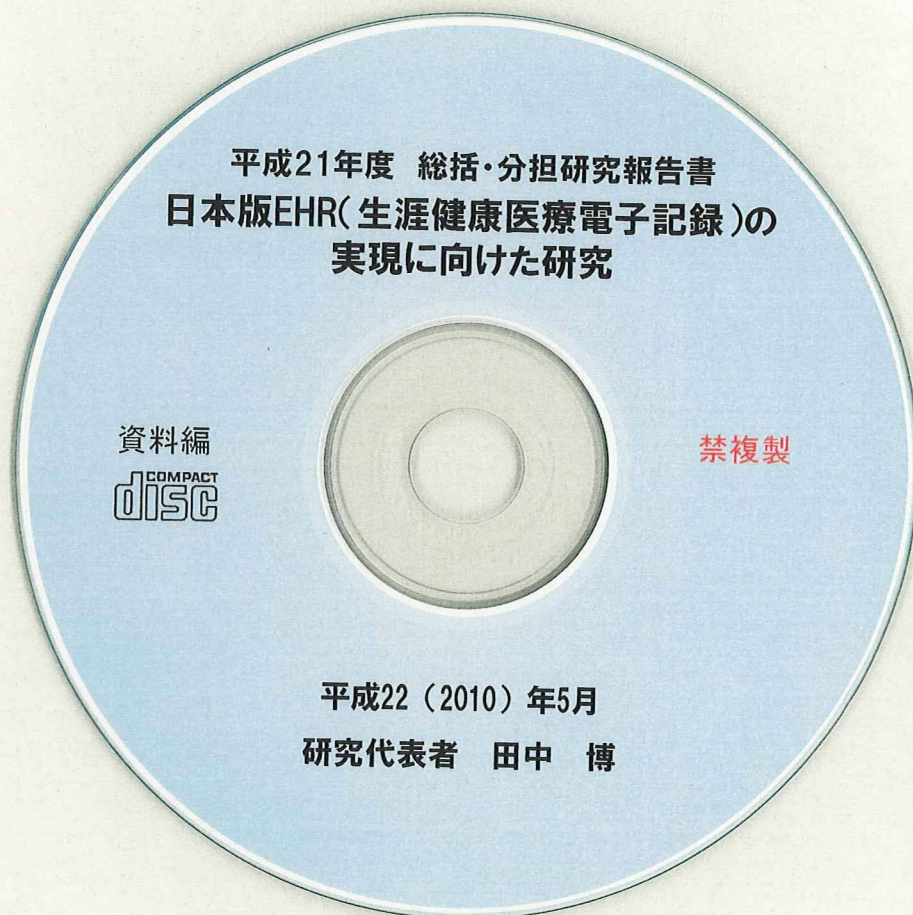 平成21年度 総括・分担研究報告書
日本版EHR(生涯健康医療電子記録)の
実現に向けた研究
資料編
COMPACT
disc
禁複製
平成22（2010）年5月
研究代表者 田中 博